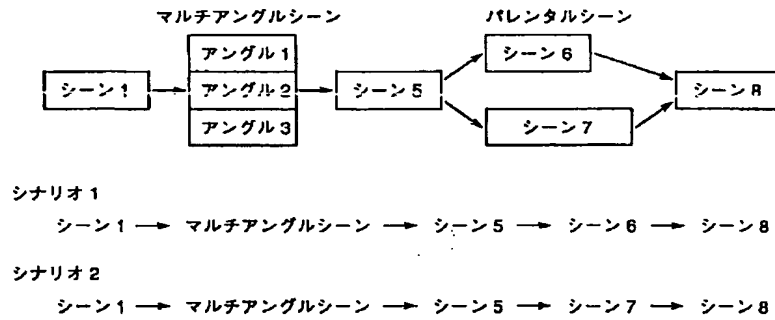 マルチアングルシーン パレンタルシーン
アングル1 シーン6
シーン1 アングル2 シーン5 シーン8
アングル3 シーン7
シナリオ1
シーン1 → マルチアングルシーン → シーン5 → シーン6 → シーン8
シナリオ2
シーン1 → マルチアングルシーン → シーン5 → シーン7 → シーン8